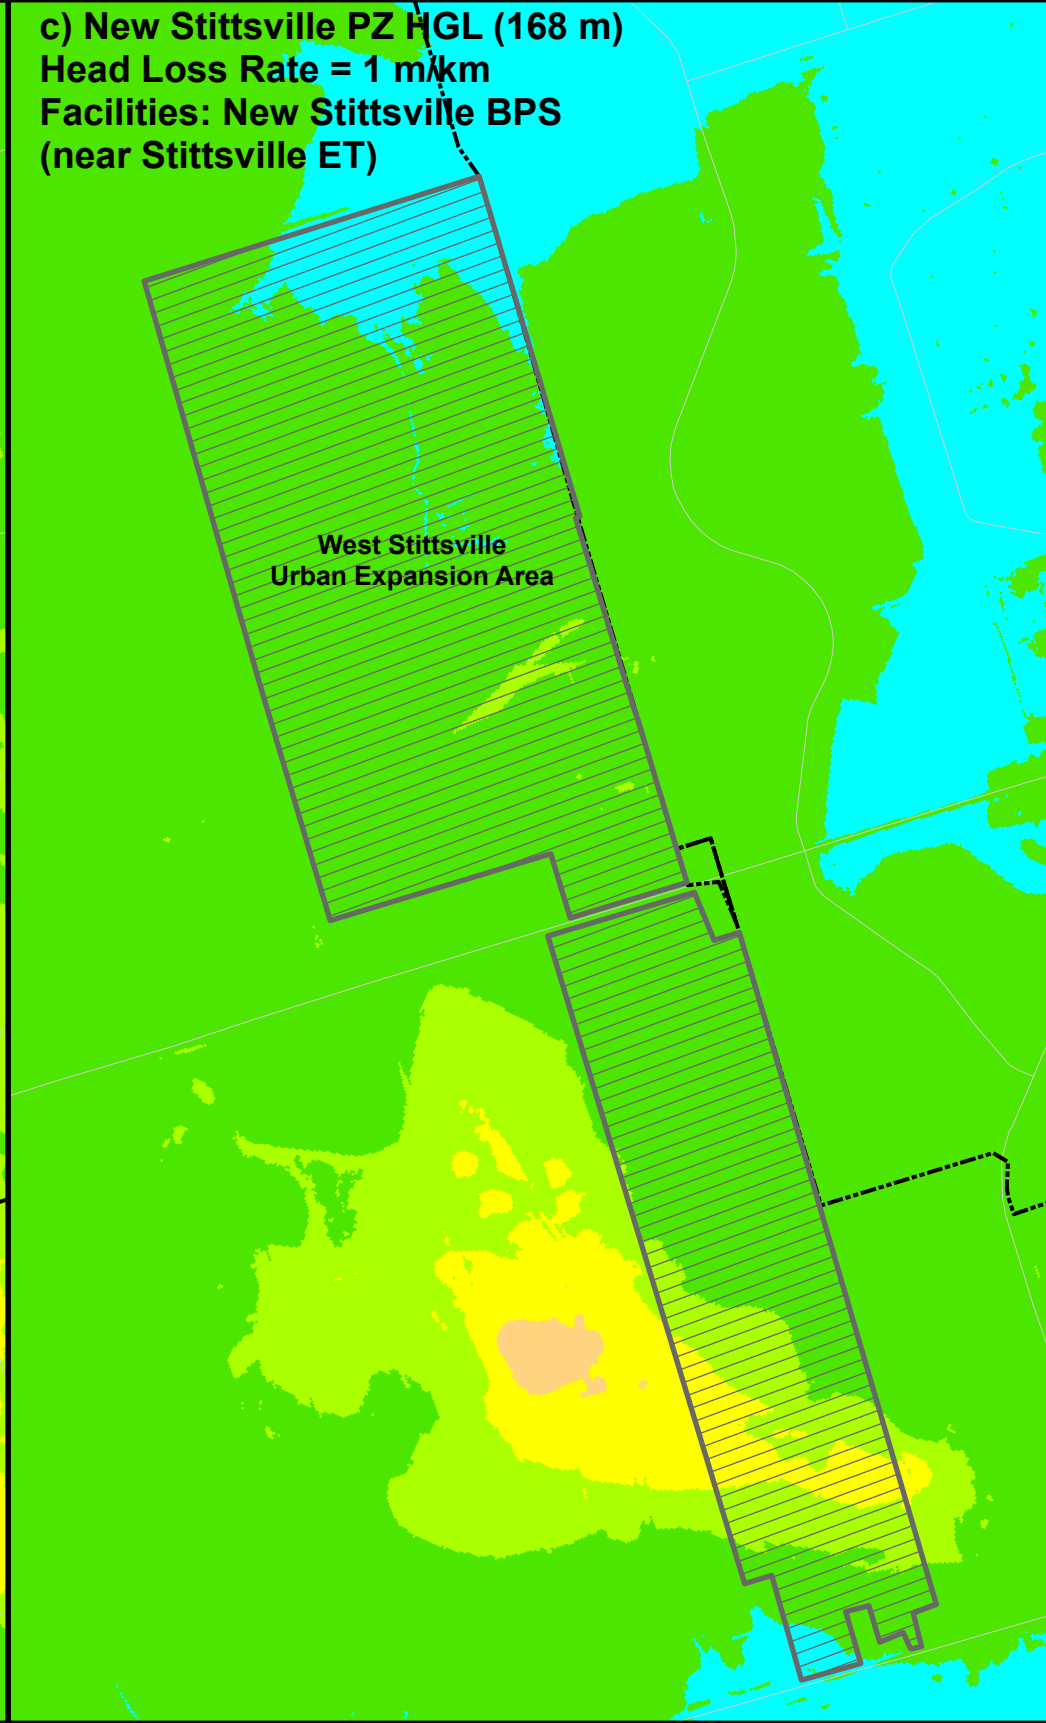 c) New Stittsville PZ HGL (168 m)
Head Loss Rate = 1 m/km
Facilities: New Stittsville BPS
(near Stittsville ET)
West Stittsville
Urban Expansion Area